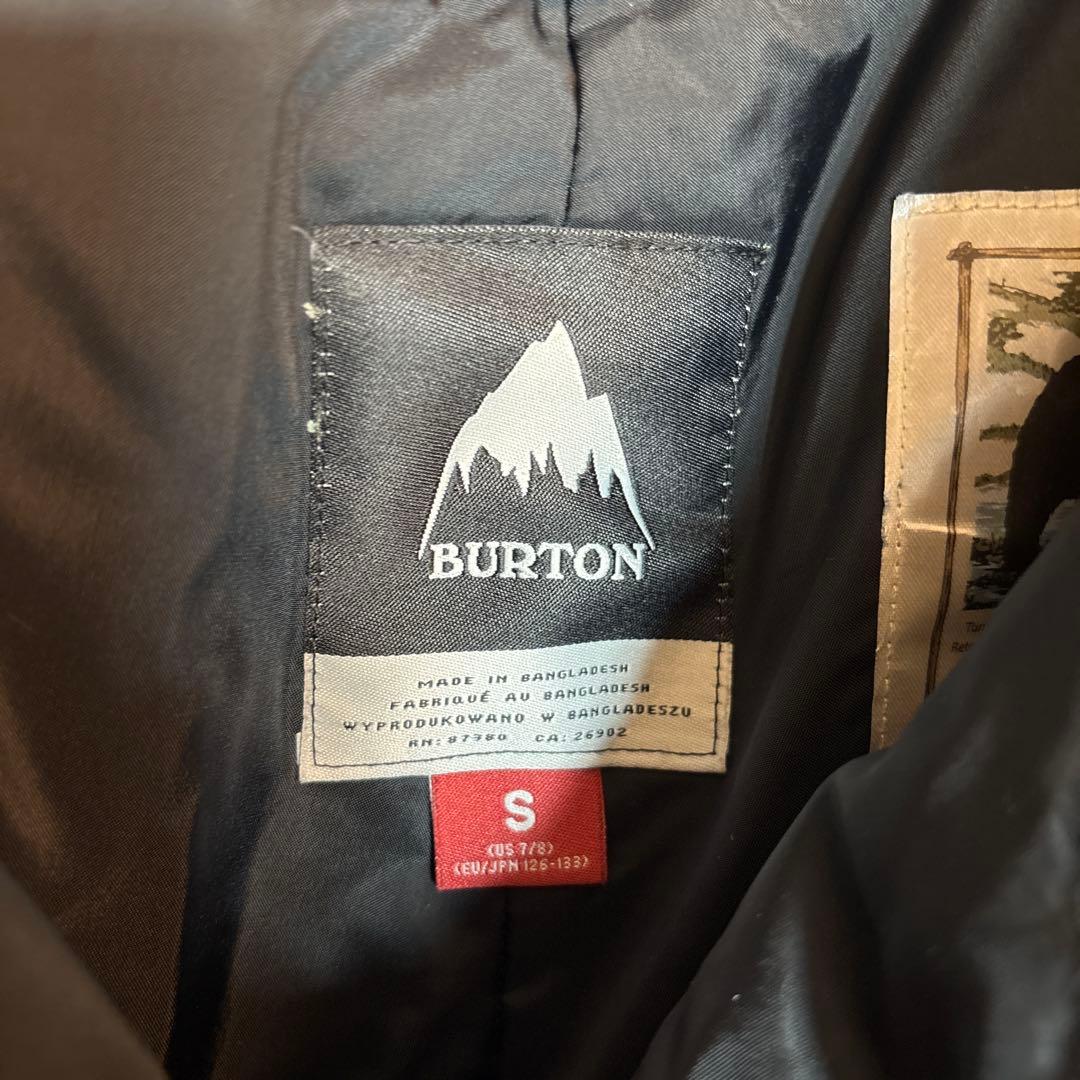 BURTON
MADE IN BANGLADESH
FABRIQUÉ AU BANGLADESH
WYPRODUKOWANO W BANGLADESZU
RN: 87380 CA: 26902
S
(US 7/8)
(EU/JPN 126-133)